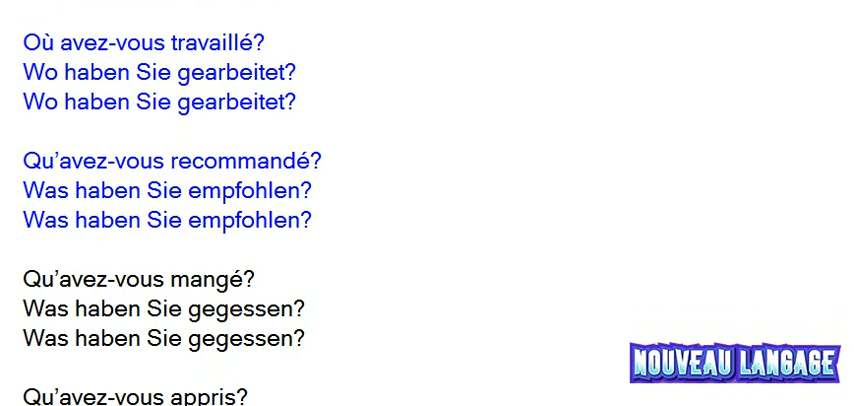 Où avez-vous travaillé?
Wo haben Sie gearbeitet?
Wo haben Sie gearbeitet?
Qu’avez-vous recommandé?
Was haben Sie empfohlen?
Was haben Sie empfohlen?
Qu’avez-vous mangé?
Was haben Sie gegessen?
Was haben Sie gegessen?
NOUVEAU LANGAGE
Qu’avez-vous appris?